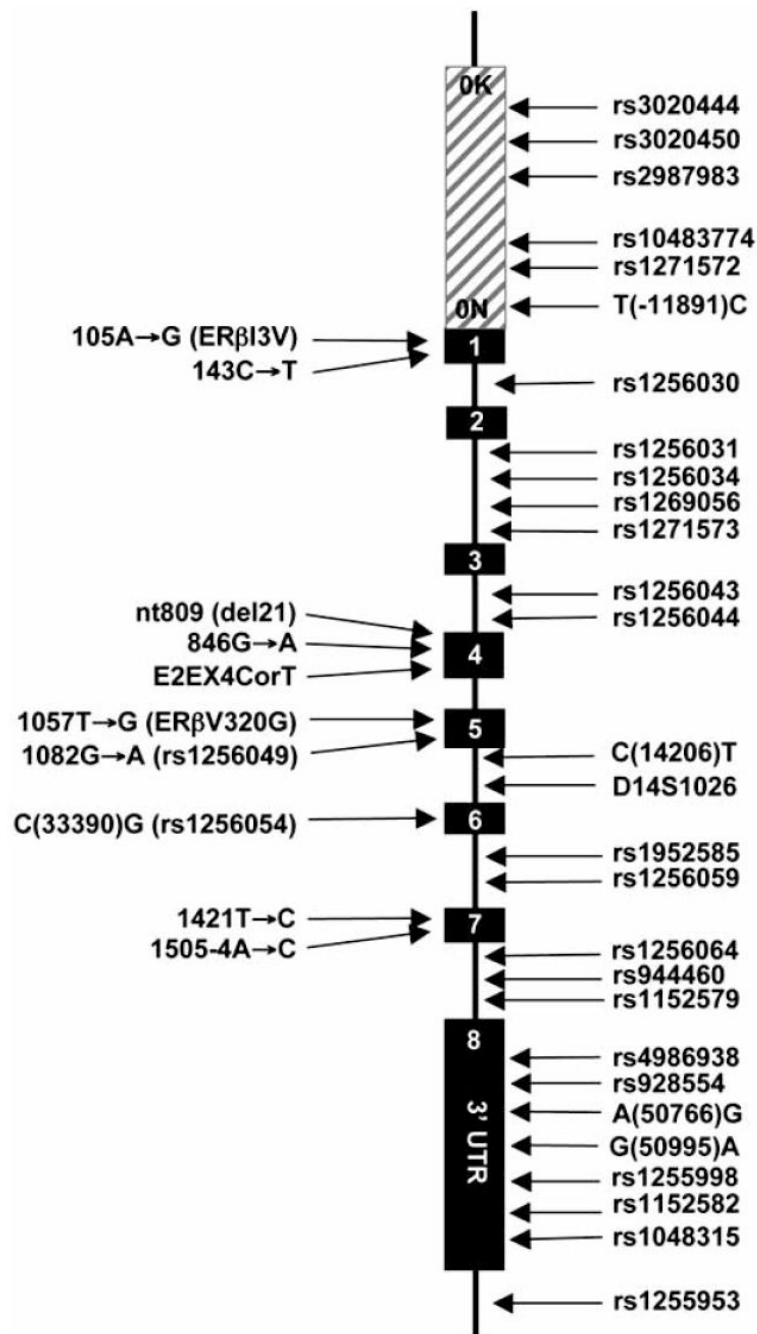 0K
rs3020444
rs3020450
rs2987983
rs10483774
rs1271572
0N
T(-11891)C
105A→G (ERβI3V)
1
143C→T
rs1256030
2
rs1256031
rs1256034
rs1269056
rs1271573
3
rs1256043
nt809 (del21)
rs1256044
846G→A
4
E2EX4CorT
1057T→G (ERβV320G)
5
1082G→A (rs1256049)
C(14206)T
D14S1026
C(33390)G (rs1256054)
6
rs1952585
rs1256059
1421T→C
7
1505-4A→C
rs1256064
rs944460
rs1152579
8
rs4986938
rs928554
3' UTR
A(50766)G
G(50995)A
rs1255998
rs1152582
rs1048315
rs1255953